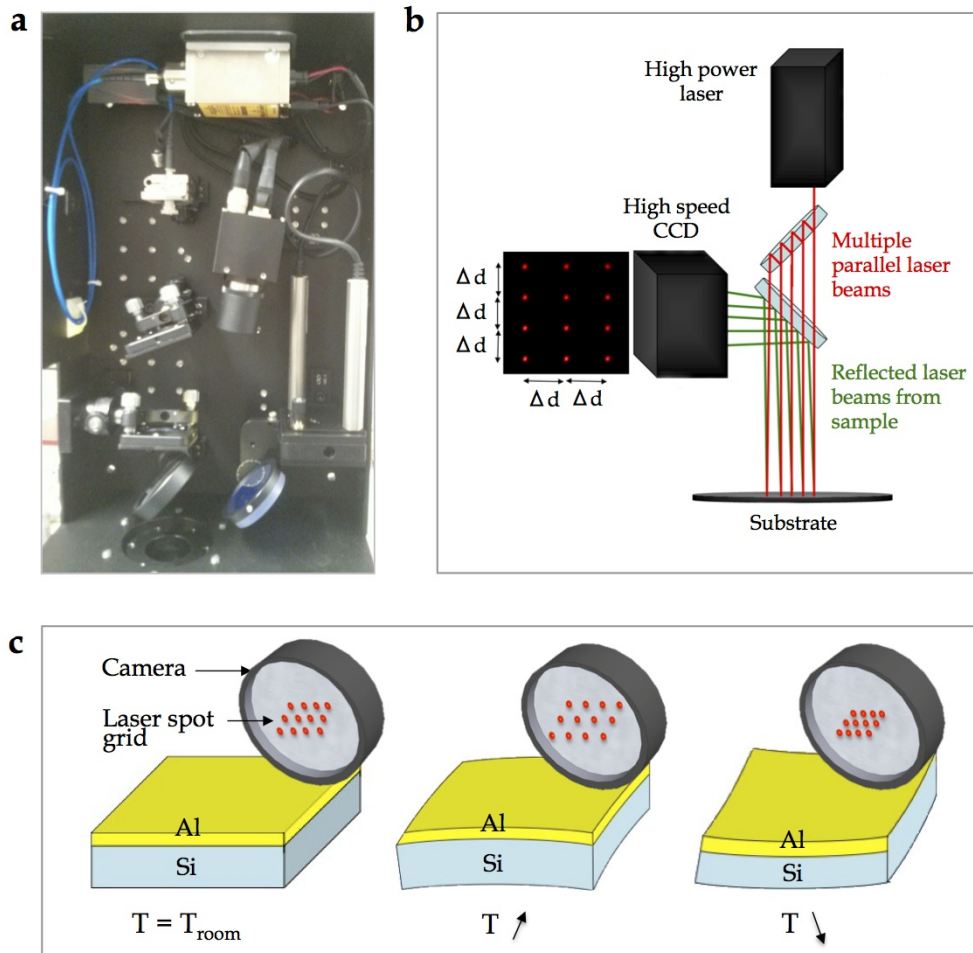 a
b
High power
laser
High speed
CCD
Multiple
parallel laser
beams
Δ d
Δ d
Δ d
Δ d Δ d
Reflected laser
beams from
sample
Substrate
c
Camera
Laser spot
grid
Al
Si
T = Troom
Al
Si
T
Al
Si
T